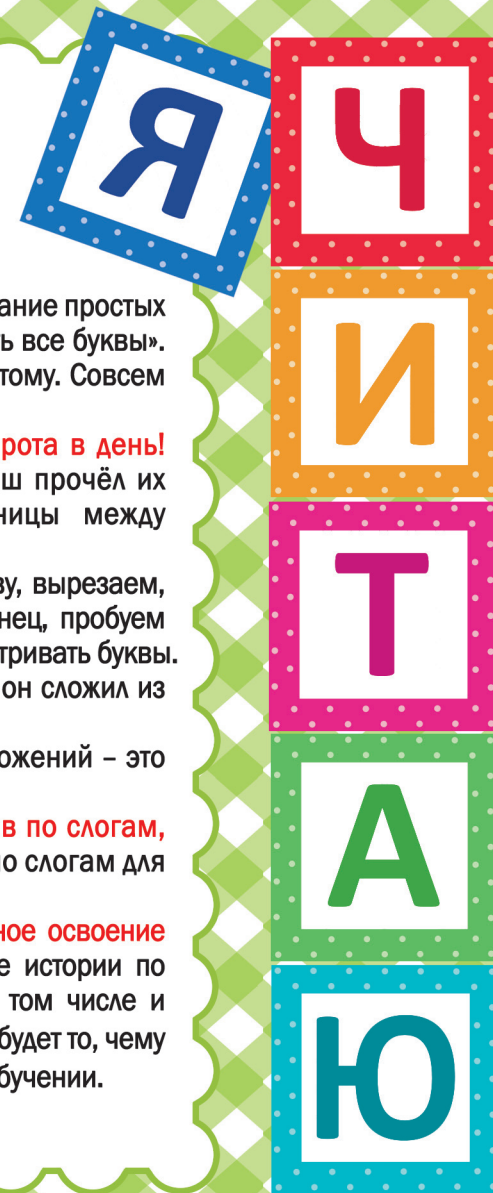 Я
Ч
И
Т
А
Ю
ание простых
ь все буквы».
тому. Совсем
рота в день!
ш прочёл их
ницы между
ву, вырезаем,
нец, пробуем
тривать буквы.
он сложил из
ожений – это
в по слогам,
по слогам для
ное освоение
е истории по
том числе и
будет то, чему
бучении.